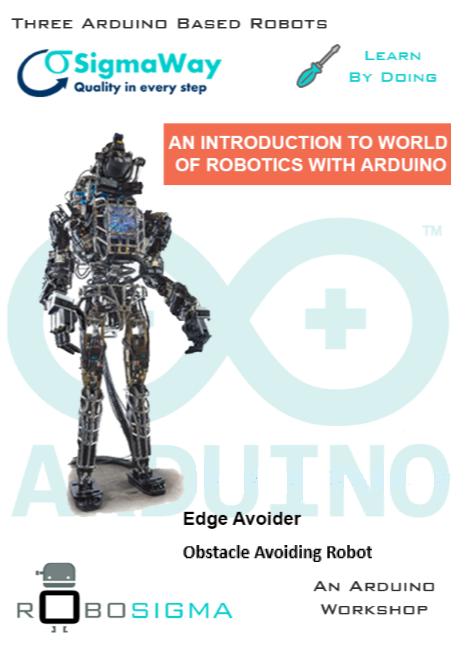 Three Arduino Based Robots
SigmaWay
Quality in every step
Learn
By Doing
AN INTRODUCTION TO WORLD
OF ROBOTICS WITH ARDUINO
TM
ARDUINO
Edge Avoider
Obstacle Avoiding Robot
ROBOSIGMA
An Arduino
Workshop